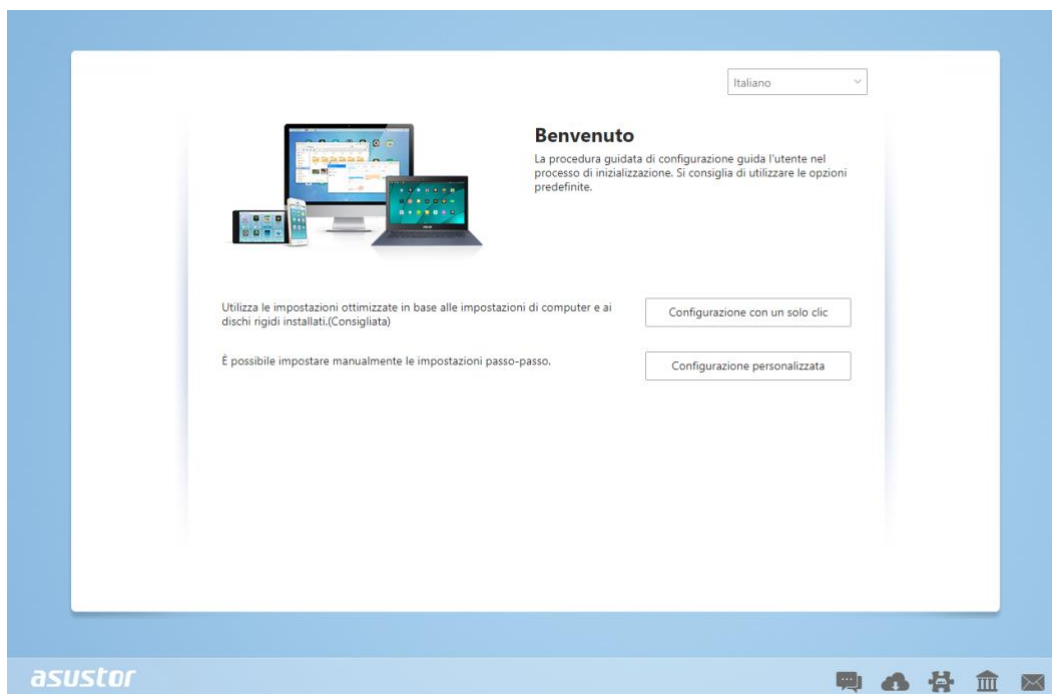 Italiano
Benvenuto
La procedura guidata di configurazione guida l'utente nel
processo di inizializzazione. Si consiglia di utilizzare le opzioni
predefinite.
Utilizza le impostazioni ottimizzate in base alle impostazioni di computer e ai
dischi rigidi installati.(Consigliata)
Configurazione con un solo clic
È possibile impostare manualmente le impostazioni passo-passo.
Configurazione personalizzata
asustor